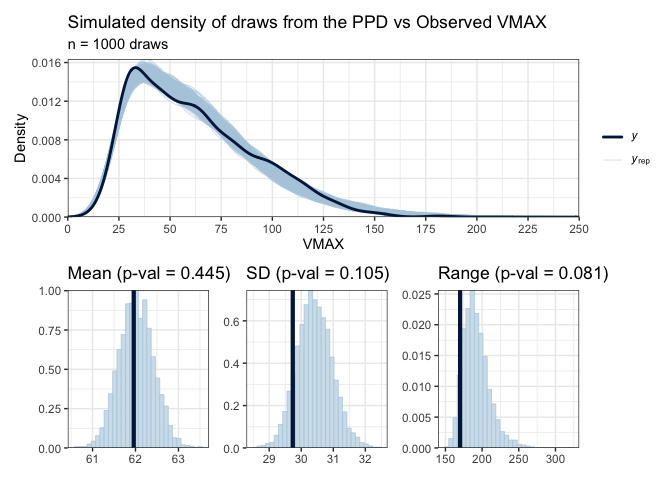 Simulated density of draws from the PPD vs Observed VMAX
n = 1000 draws
0.016
0.012
0.008
0.004
0.000
Density
0 25 50 75 100 125 150 175 200 225 250
VMAX
y
y rep
Mean (p-val = 0.445) SD (p-val = 0.105) Range (p-val = 0.081)
1.00
0.75
0.50
0.25
0.00
61 62 63
0.6
0.4
0.2
0.0
29 30 31 32
0.025
0.020
0.015
0.010
0.005
0.000
150 200 250 300